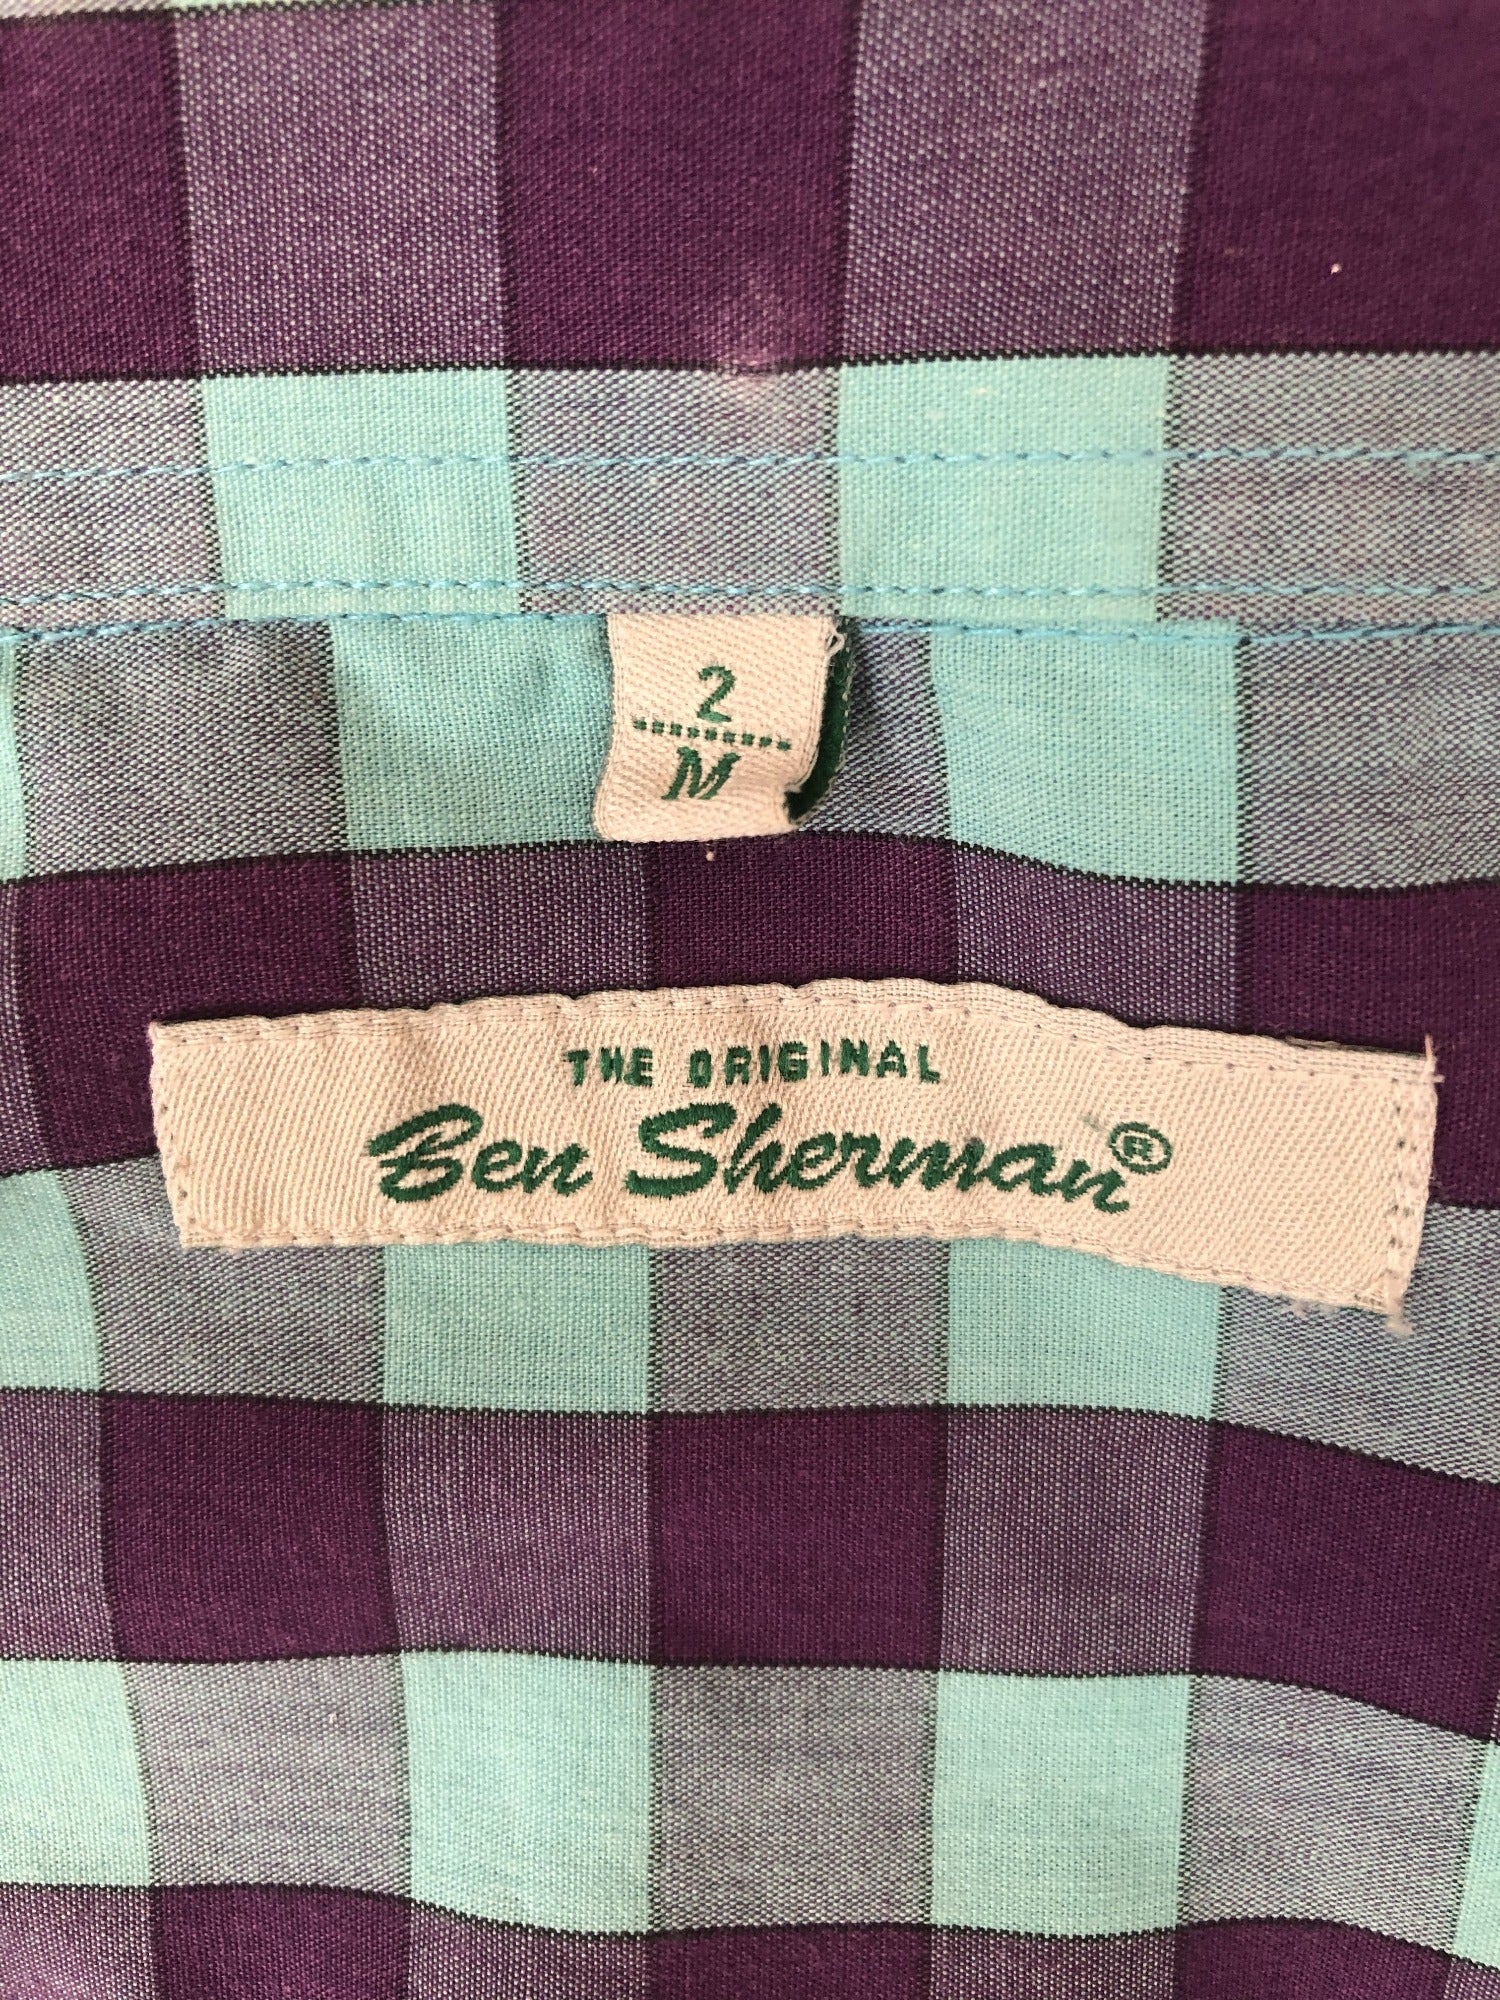 2
M
THE ORIGINAL
Ben Sherman®